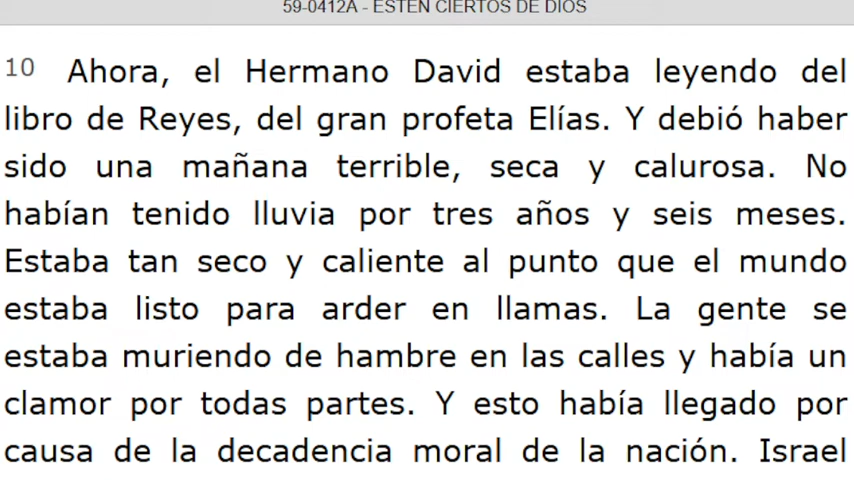 59-0412A - ESTEN CIERTOS DE DIOS
10 Ahora, el Hermano David estaba leyendo del
libro de Reyes, del gran profeta Elías. Y debió haber
sido una mañana terrible, seca y calurosa. No
habían tenido lluvia por tres años y seis meses.
Estaba tan seco y caliente al punto que el mundo
estaba listo para arder en llamas. La gente se
estaba muriendo de hambre en las calles y había un
clamor por todas partes. Y esto había llegado por
causa de la decadencia moral de la nación. Israel